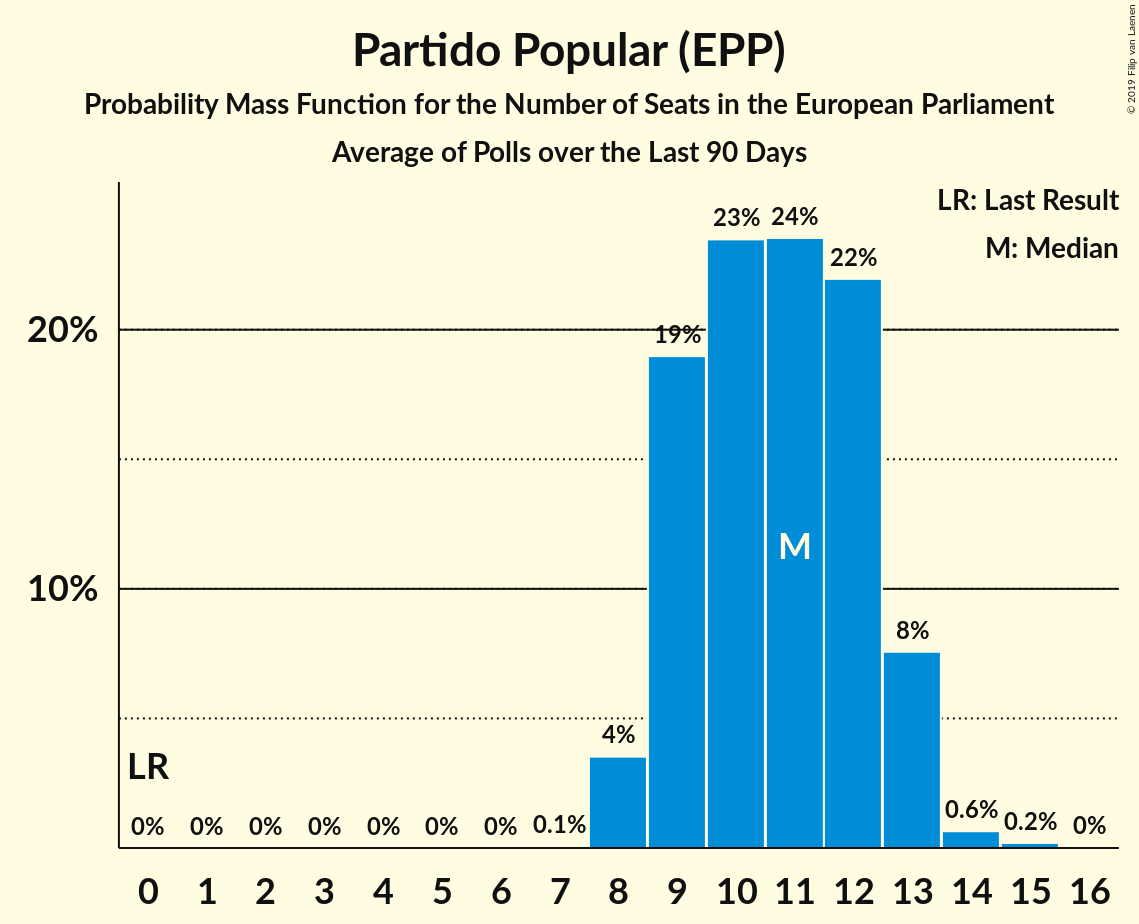 Partido Popular (EPP)
Probability Mass Function for the Number of Seats in the European Parliament
Average of Polls over the Last 90 Days
© 2019 Filip van Laenen
LR: Last Result
M: Median
23% 24%
22%
20%
19%
M
10%
8%
4%
LR
0% 0% 0% 0% 0% 0% 0% 0.1% 0.6% 0.2% 0%
0 1 2 3 4 5 6 7 8 9 10 11 12 13 14 15 16